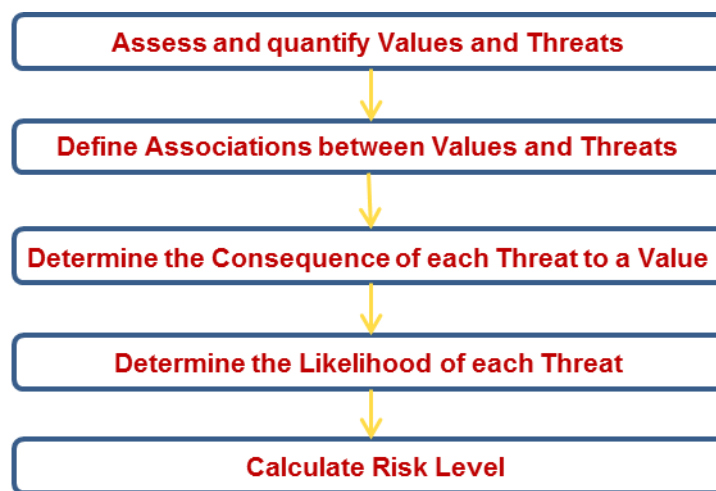 Assess and quantify Values and Threats
Define Associations between Values and Threats
Determine the Consequence of each Threat to a Value
Determine the Likelihood of each Threat
Calculate Risk Level